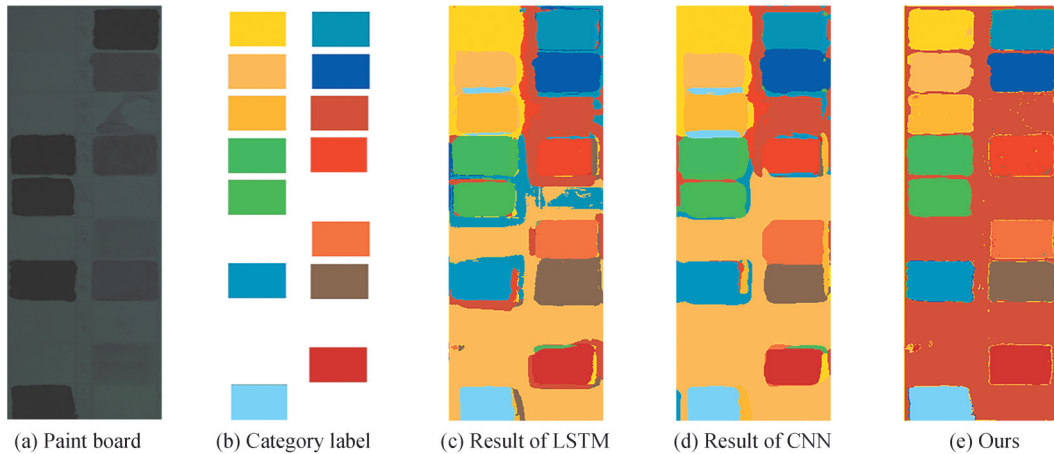 (a) Paint board
(b) Category label
(c) Result of LSTM
(d) Result of CNN
(e) Ours